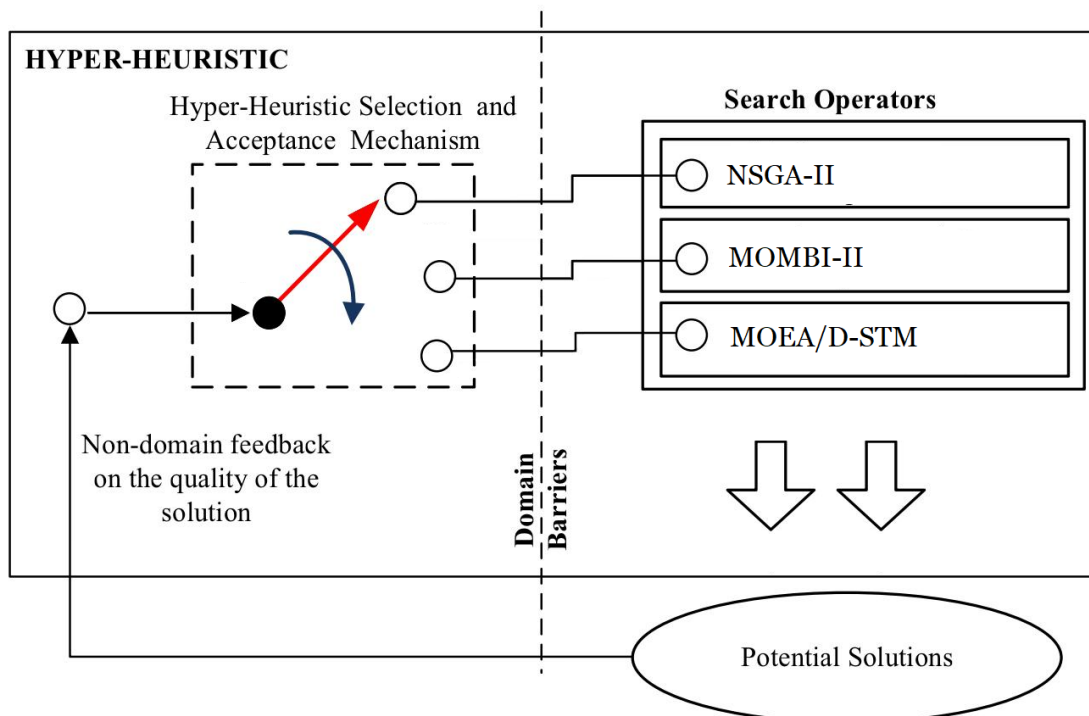 HYPER-HEURISTIC
Hyper-Heuristic Selection and
Acceptance Mechanism
Search Operators
NSGA-II
MOMBI-II
MOEA/D-STM
Non-domain feedback
on the quality of the
solution
Domain
Barriers
Potential Solutions